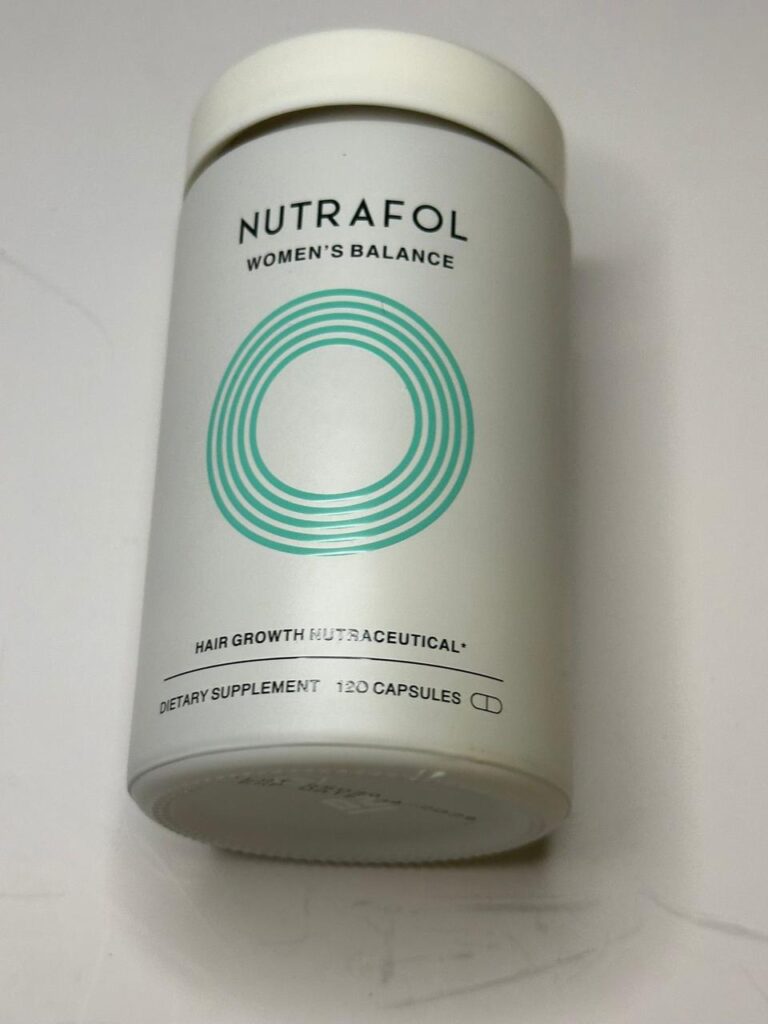 NUTRAFOL
WOMEN'S BALANCE
HAIR GROWTH NUTRACEUTICAL*
DIETARY SUPPLEMENT 120 CAPSULES